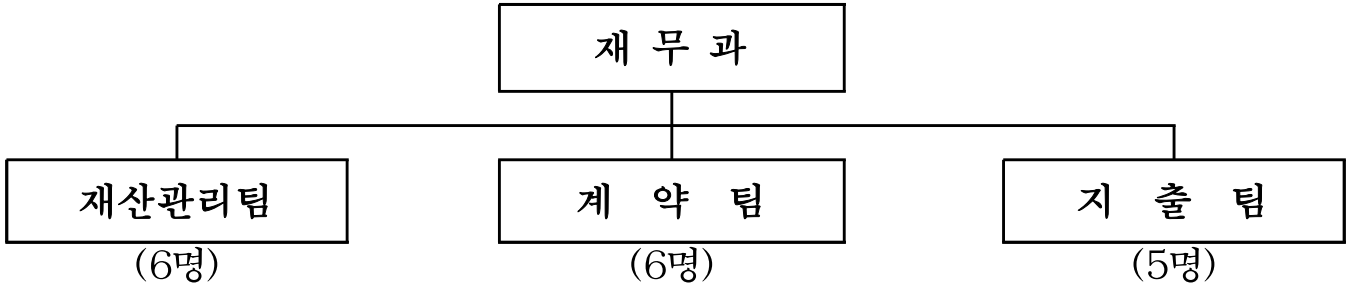 재 무 과
재산관리팀 계 약 팀 지 출 팀
(6명) (6명) (5명)